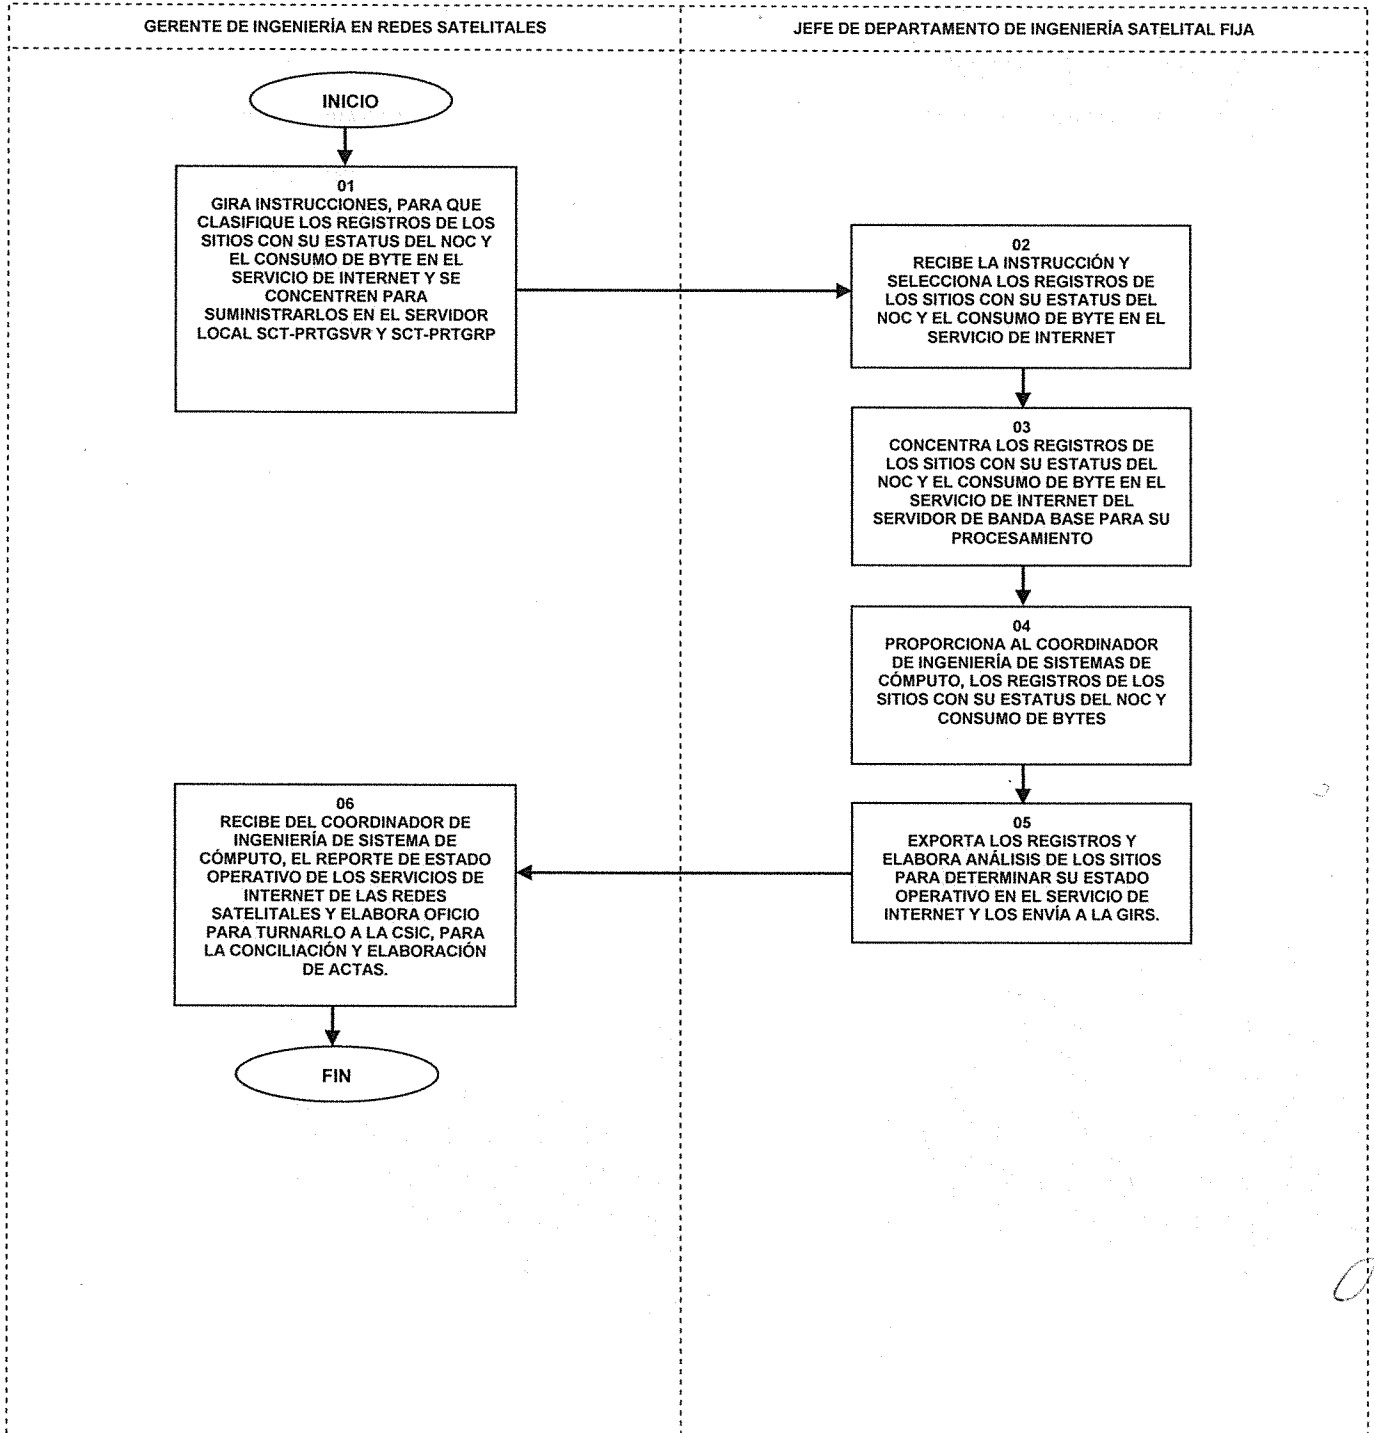 GERENTE DE INGENIERÍA EN REDES SATELITALES
JEFE DE DEPARTAMENTO DE INGENIERÍA SATELITAL FIJA
INICIO
01
GIRA INSTRUCCIONES, PARA QUE
CLASIFIQUE LOS REGISTROS DE LOS
SITIOS CON SU ESTATUS DEL NOC Y
EL CONSUMO DE BYTE EN EL
SERVICIO DE INTERNET Y SE
CONCENTREN PARA
SUMINISTRARLOS EN EL SERVIDOR
LOCAL SCT-PRTGSVR Y SCT-PRTGRP
02
RECIBE LA INSTRUCCIÓN Y
SELECCIONA LOS REGISTROS DE
LOS SITIOS CON SU ESTATUS DEL
NOC Y EL CONSUMO DE BYTE EN EL
SERVICIO DE INTERNET
03
CONCENTRA LOS REGISTROS DE
LOS SITIOS CON SU ESTATUS DEL
NOC Y EL CONSUMO DE BYTE EN EL
SERVICIO DE INTERNET DEL
SERVIDOR DE BANDA BASE PARA SU
PROCESAMIENTO
04
PROPORCIONA AL COORDINADOR
DE INGENIERÍA DE SISTEMAS DE
CÓMPUTO, LOS REGISTROS DE LOS
SITIOS CON SU ESTATUS DEL NOC Y
CONSUMO DE BYTES
05
EXPORTA LOS REGISTROS Y
ELABORA ANÁLISIS DE LOS SITIOS
PARA DETERMINAR SU ESTADO
OPERATIVO EN EL SERVICIO DE
INTERNET Y LOS ENVÍA A LA GIRS.
06
RECIBE DEL COORDINADOR DE
INGENIERÍA DE SISTEMA DE
CÓMPUTO, EL REPORTE DE ESTADO
OPERATIVO DE LOS SERVICIOS DE
INTERNET DE LAS REDES
SATELITALES Y ELABORA OFICIO
PARA TURNARLO A LA CSIC, PARA
LA CONCILIACIÓN Y ELABORACIÓN
DE ACTAS.
FIN